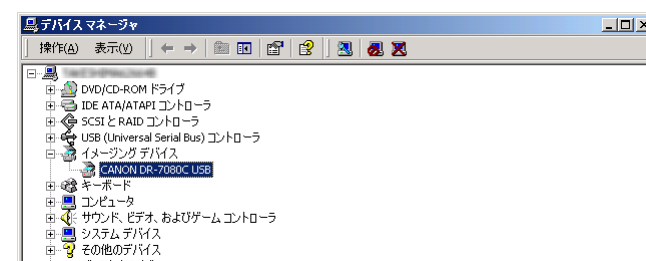 デバイス マネージャ
操作(A) 表示(V)
DVD/CD-ROM ドライブ
IDE ATA/ATAPI コントローラ
SCSI と RAID コントローラ
USB (Universal Serial Bus) コントローラ
イメージング デバイス
CANON DR-7080C USB
キーボード
コンピュータ
サウンド、ビデオ、およびゲーム コントローラ
システム デバイス
その他のデバイス